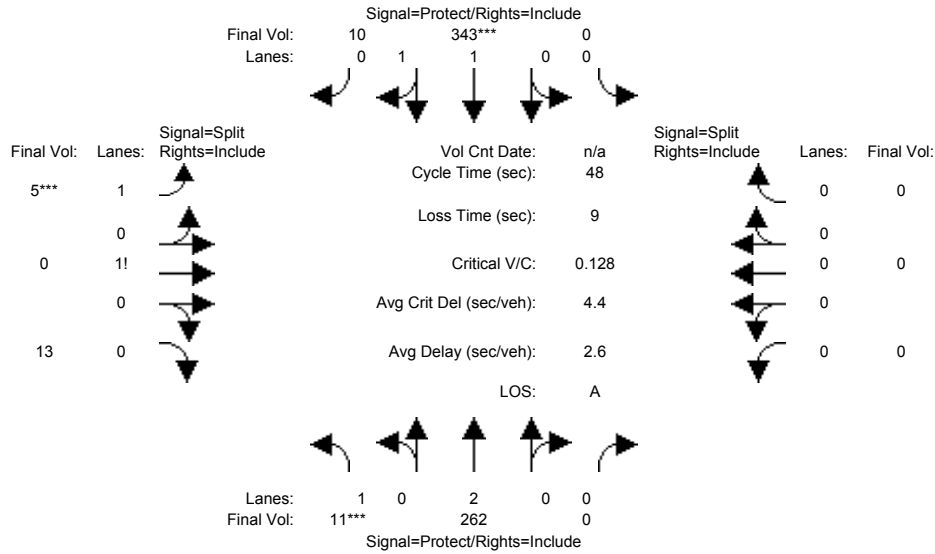 Signal=Protect/Rights=Include
Final Vol: 10 343*** 0
Lanes: 0 1 1 0 0
Signal=Split
Final Vol: Lanes: Rights=Include
Vol Cnt Date: n/a
Signal=Split
Rights=Include Lanes: Final Vol:
Cycle Time (sec): 48
5*** 1
0 0
Loss Time (sec): 9
0
0
0 1!
Critical V/C: 0.128
0 0
0
Avg Crit Del (sec/veh): 4.4
0
13 0
Avg Delay (sec/veh): 2.6
0 0
LOS: A
Lanes: 1 0 2 0 0
Final Vol: 11*** 262 0
Signal=Protect/Rights=Include